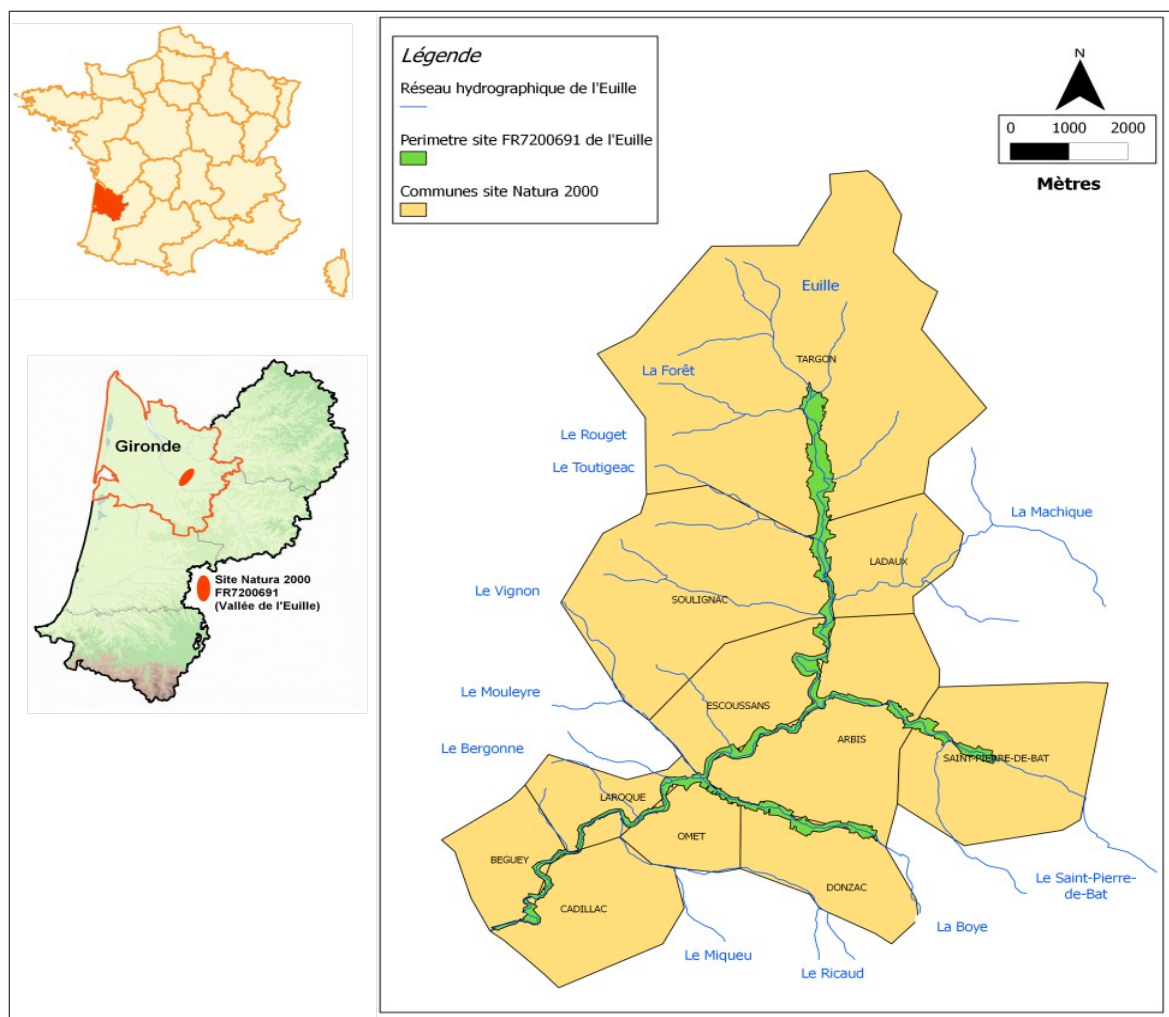 Gironde
Site Natura 2000
FR7200691
(Vallée de l'Euille)
Légende
Réseau hydrographique de l'Euille
Perimètre site FR7200691 de l'Euille
Communes site Natura 2000
N
0 1000 2000
Mètres
Euille
TARGON
La Forêt
Le Rouget
Le Toutigeac
La Machique
LADAUX
Le Vignon
SOULIGNAC
Le Mouleyre
ESCOUSSANS
Le Bergonne
ARBIS
SAINT-PIERRE-DE-BAT
LAROQUE
OMET
BEGUEY
DONZAC
Le Saint-Pierre-
de-Bat
CADILLAC
La Boye
Le Miqueu
Le Ricaud